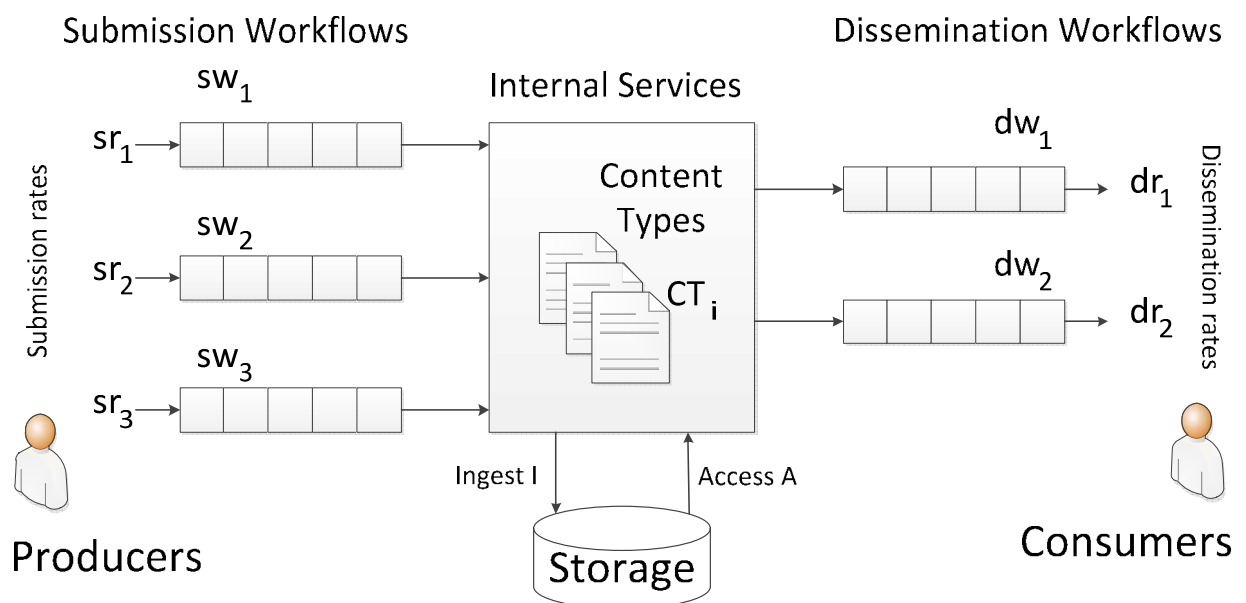 Submission Workflows
Dissemination Workflows
sw1
Internal Services
dw1
sr1
Content
Types
dr1
Submission rates
Dissemination rates
sw2
sr2
CTi
dw2
dr2
sw3
sr3
Ingest I
Access A
Producers
Storage
Consumers